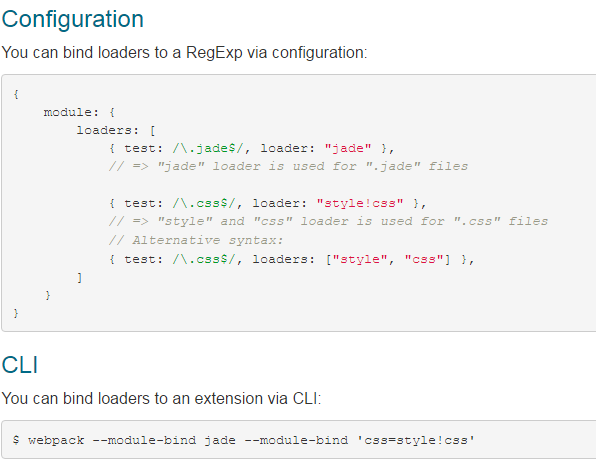 Configuration
You can bind loaders to a RegExp via configuration:
{
    module: {
        loaders: [
            { test: /\.jade$/, loader: "jade" },
            // => "jade" loader is used for ".jade" files

            { test: /\.css$/, loader: "style!css" },
            // => "style" and "css" loader is used for ".css" files
            // Alternative syntax:
            { test: /\.css$/, loaders: ["style", "css"] },
        ]
    }
}
CLI
You can bind loaders to an extension via CLI:
$ webpack --module-bind jade --module-bind 'css=style!css'